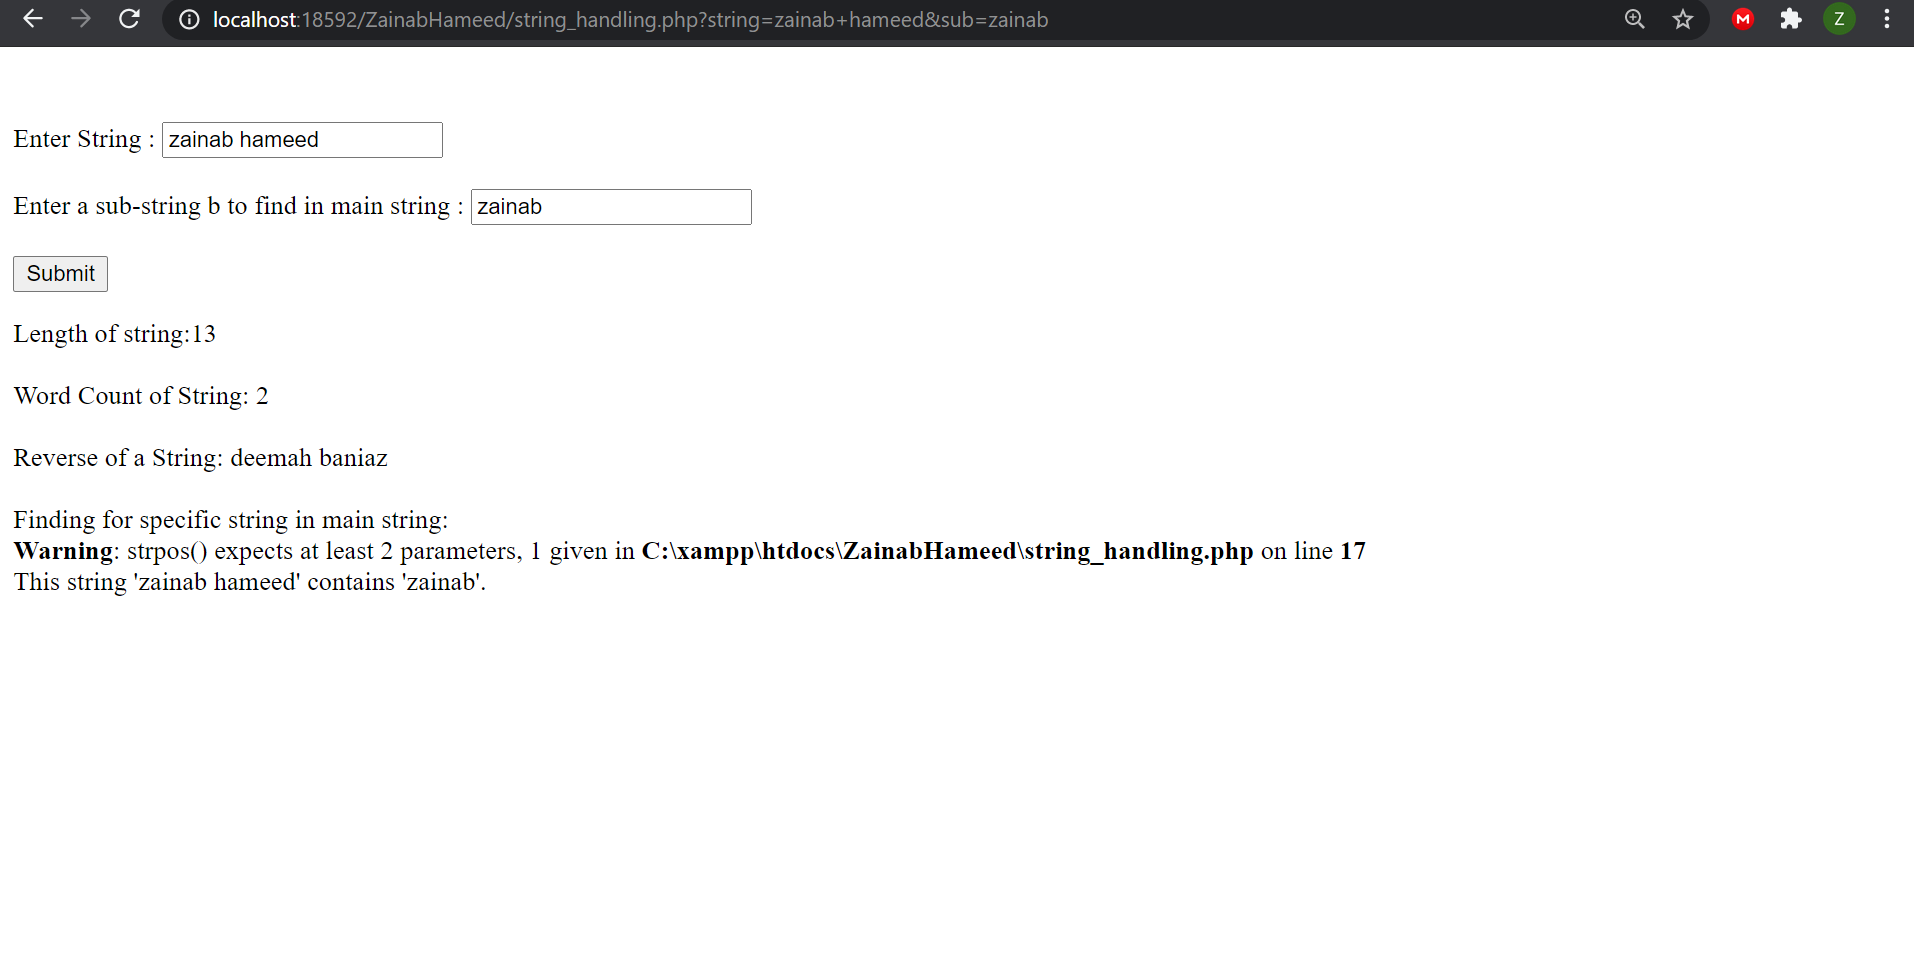 localhost:18592/ZainabHameed/string_handling.php?string=zainab+hameed&sub=zainab
M
Z
Enter String : zainab hameed
Enter a sub-string b to find in main string : zainab
Submit
Length of string:13
Word Count of String: 2
Reverse of a String: deemah baniaz
Finding for specific string in main string:
Warning: strpos() expects at least 2 parameters, 1 given in C:\xampp\htdocs\ZainabHameed\string_handling.php on line 17
This string 'zainab hameed' contains 'zainab'.